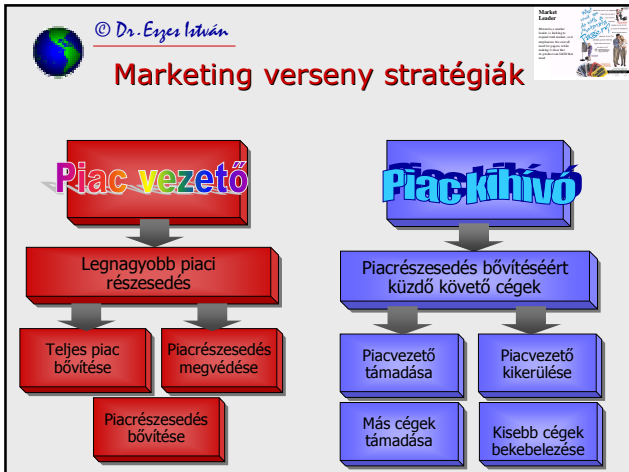 © Dr. Eszes István
Market
Leader
Marketing verseny stratégiák
Piac vezető
Legnagyobb piaci
részesedés
Teljes piac
bővítése
Piacrészesedés
megvédése
Piacrészesedés
bővítése
Piac kihívó
Piacrészesedés bővítéséért
küzdő követő cégek
Piacvezető
támadása
Piacvezető
kikerülése
Más cégek
támadása
Kisebb cégek
bekebelezése